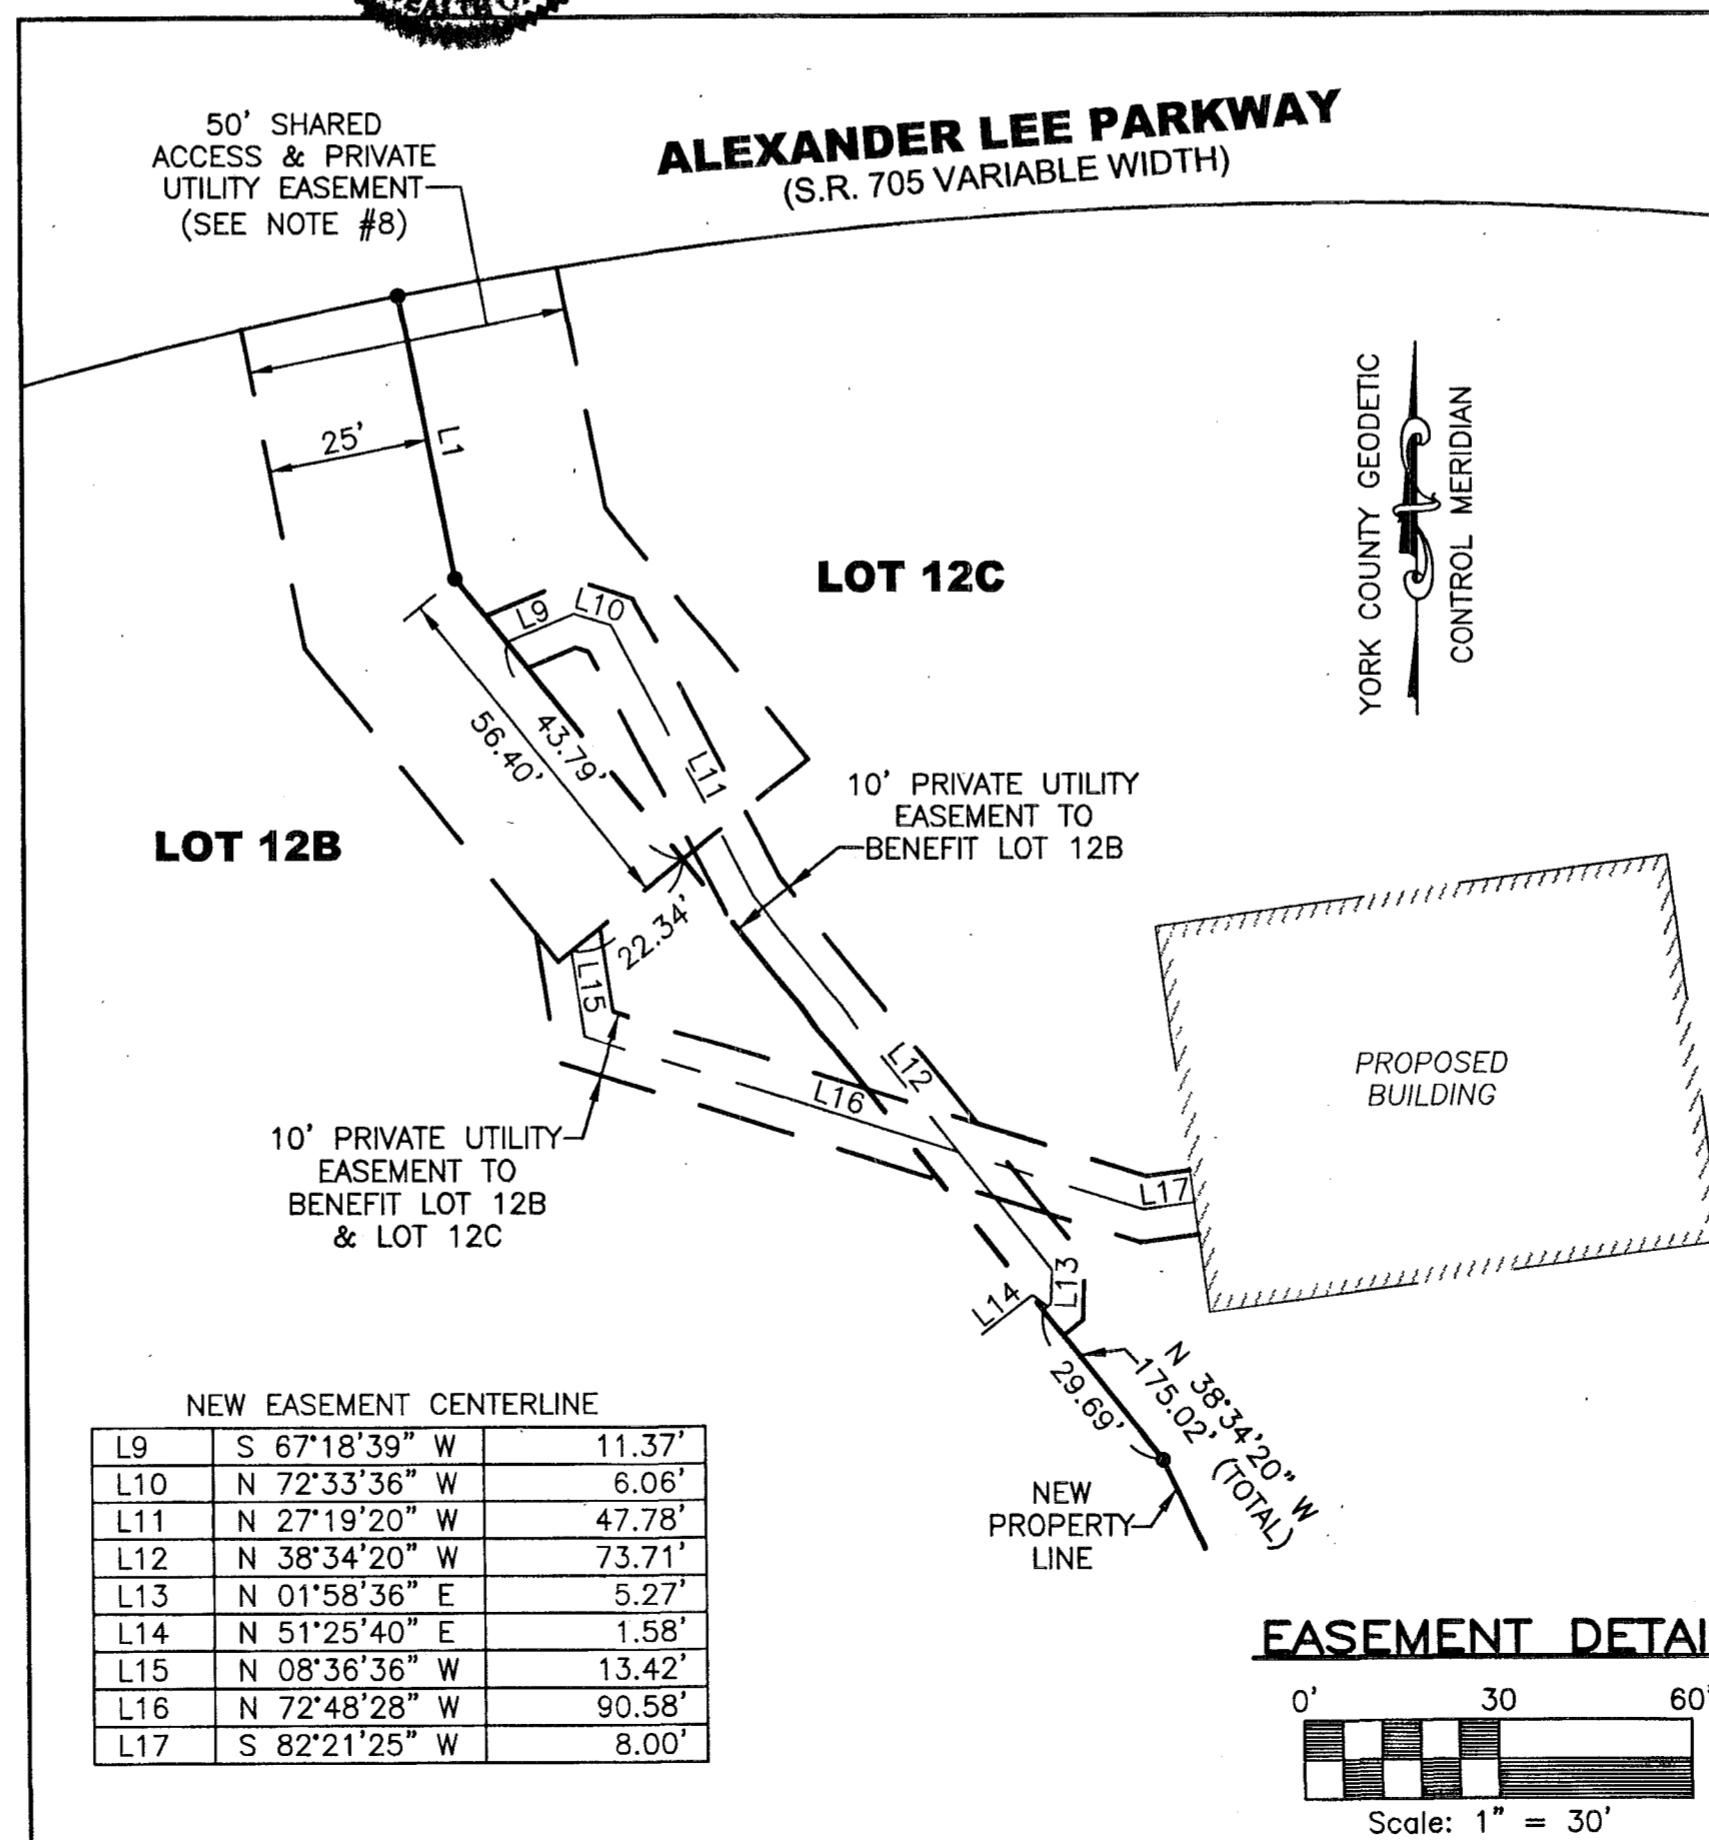 50' SHARED
ACCESS & PRIVATE
UTILITY EASEMENT
(SEE NOTE #8)
ALEXANDER LEE PARKWAY
(S.R. 705 VARIABLE WIDTH)
25'
L1
YORK COUNTY GEODETIC
CONTROL MERIDIAN
LOT 12C
L9
L10
56.40'
43.79'
L11
10' PRIVATE UTILITY
EASEMENT TO
BENEFIT LOT 12B
LOT 12B
22.34'
L15
L12
L16
PROPOSED
BUILDING
10' PRIVATE UTILITY
EASEMENT TO
BENEFIT LOT 12B
& LOT 12C
L17
L13
L14
29.69'
N 38°34'20" W
175.02' (TOTAL)
NEW
PROPERTY
LINE
NEW EASEMENT CENTERLINE
L9 S 67°18'39" W 11.37'
L10 N 72°33'36" W 6.06'
L11 N 27°19'20" W 47.78'
L12 N 38°34'20" W 73.71'
L13 N 01°58'36" E 5.27'
L14 N 51°25'40" E 1.58'
L15 N 08°36'36" W 13.42'
L16 N 72°48'28" W 90.58'
L17 S 82°21'25" W 8.00'
EASEMENT DETAI
0' 30 60'
Scale: 1" = 30'